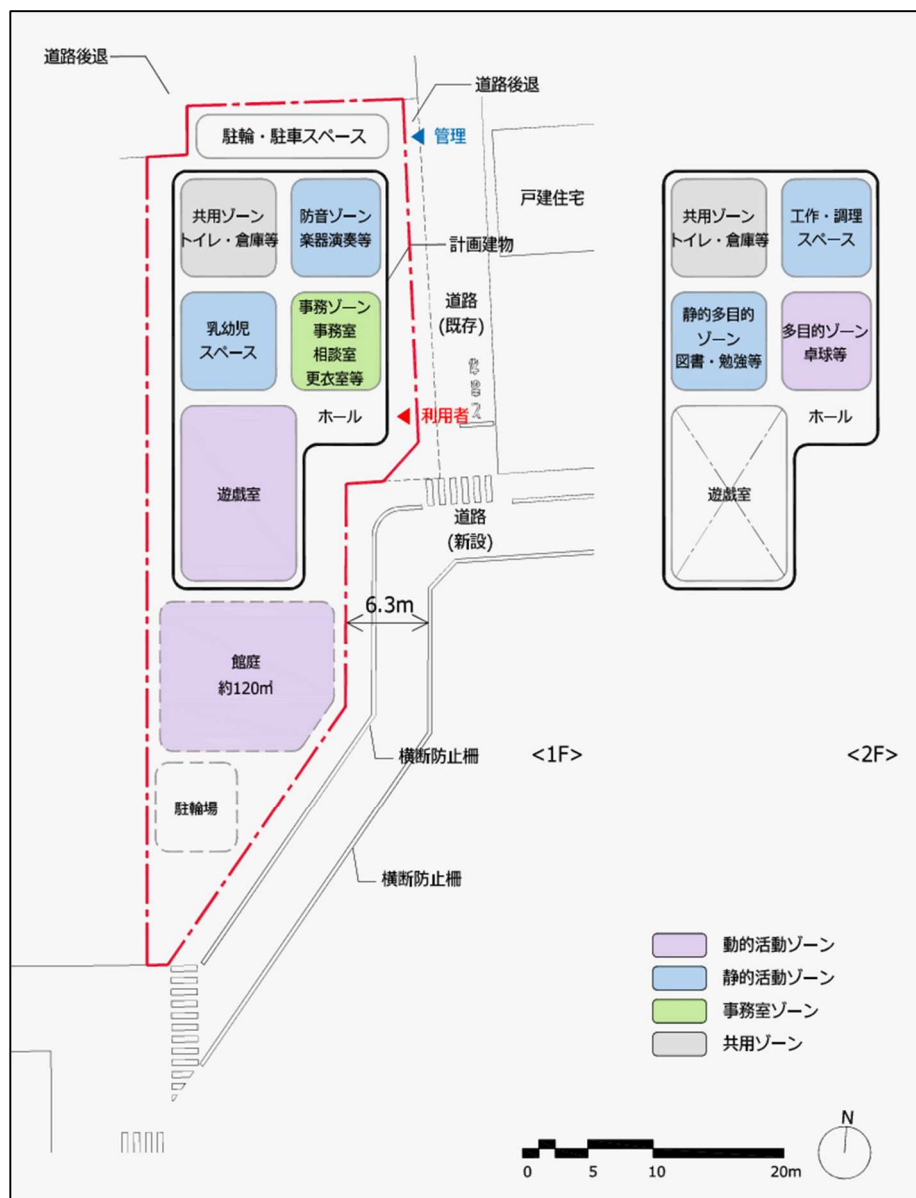 道路後退
道路後退
駐輪・駐車スペース
管理
戸建住宅
共用ゾーン
トイレ・倉庫等
防音ゾーン
楽器演奏等
計画建物
道路
(既存)
乳幼児
スペース
事務ゾーン
事務室
相談室
更衣室等
ホール
利用者
遊戯室
道路
(新設)
6.3m
館庭
約120㎡
横断防止柵
駐輪場
横断防止柵
<1F>
共用ゾーン
トイレ・倉庫等
工作・調理
スペース
静的多目的
ゾーン
図書・勉強等
多目的ゾーン
卓球等
ホール
遊戯室
<2F>
動的活動ゾーン
静的活動ゾーン
事務室ゾーン
共用ゾーン
0 5 10 20m
N